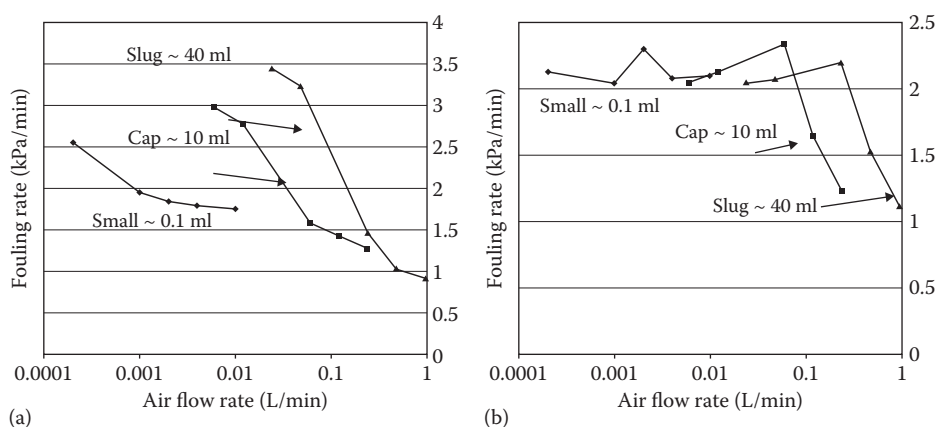 Fouling rate (kPa/min)
4
3.5
3
2.5
2
1.5
1
0.5
0
Slug ~ 40 ml
Cap ~ 10 ml
Small ~ 0.1 ml
0.0001 0.001 0.01 0.1 1
Air flow rate (L/min)
(a)
Fouling rate (kPa/min)
2.5
2
1.5
1
0.5
0
Small ~ 0.1 ml
Cap ~ 10 ml
Slug ~ 40 ml
0.0001 0.001 0.01 0.1 1
Air flow rate (L/min)
(b)